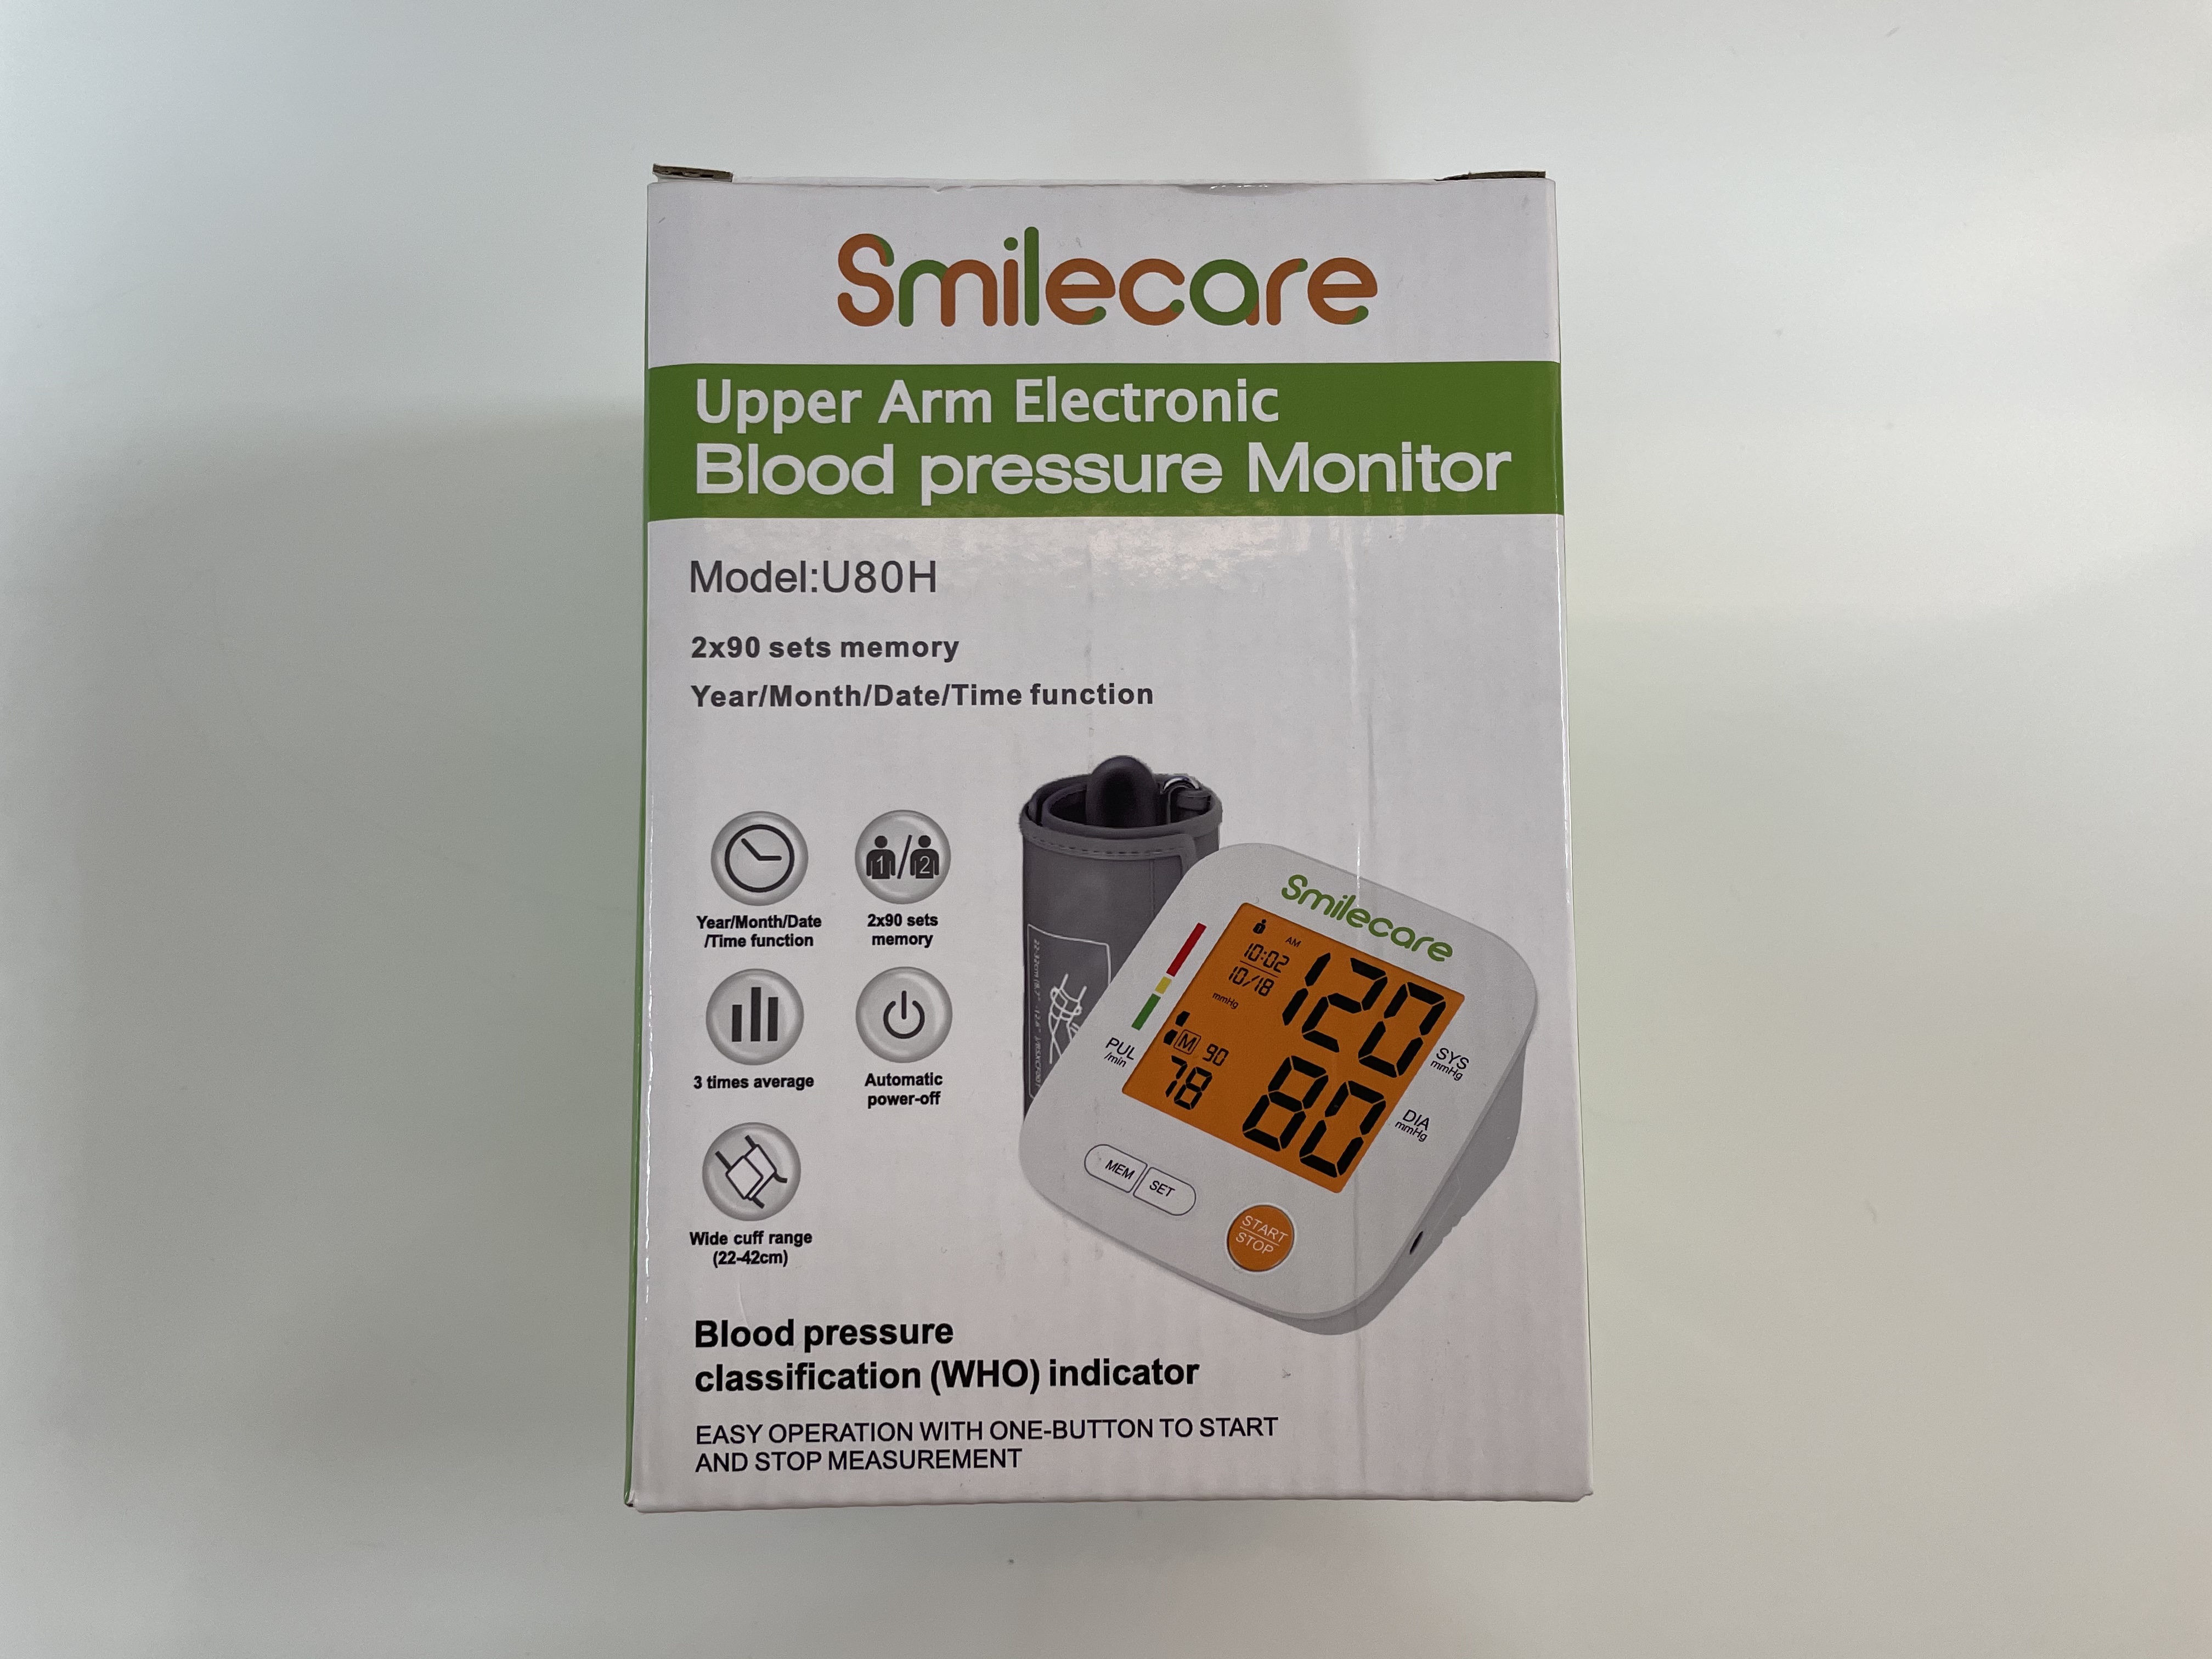 Smilecare
Upper Arm Electronic
Blood pressure Monitor
Model:U80H
2x90 sets memory
Year/Month/Date/Time function
Year/Month/Date
/Time function
1/2
2x90 sets
memory
3 times average
Automatic
power-off
Wide cuff range
(22-42cm)
Smilecare
AM
10:02
10/18
mmHg
120
SYS
mmHg
M 90
80
DIA
mmHg
PUL
/min
78
MEM
SET
START
STOP
Blood pressure
classification (WHO) indicator
EASY OPERATION WITH ONE-BUTTON TO START
AND STOP MEASUREMENT